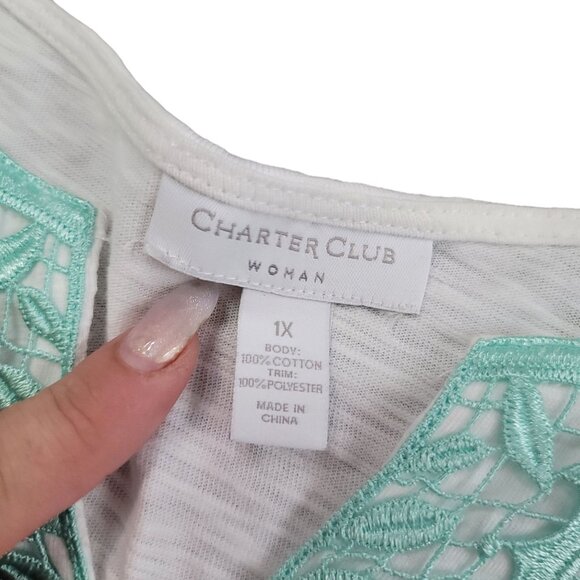 CHARTER CLUB
WOMAN
1X
BODY:
100% COTTON
TRIM:
100% POLYESTER
MADE IN
CHINA